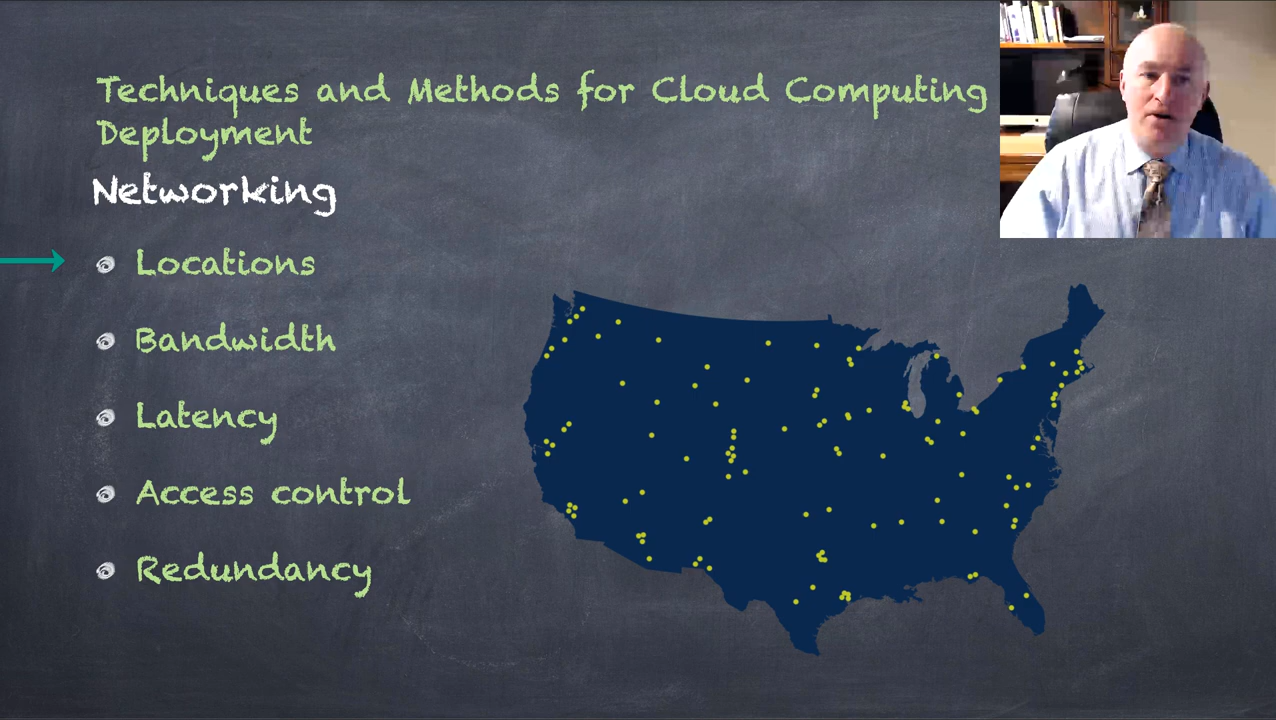 Techniques and Methods for Cloud Computing
Deployment
Networking
Locations
Bandwidth
Latency
Access control
Redundancy